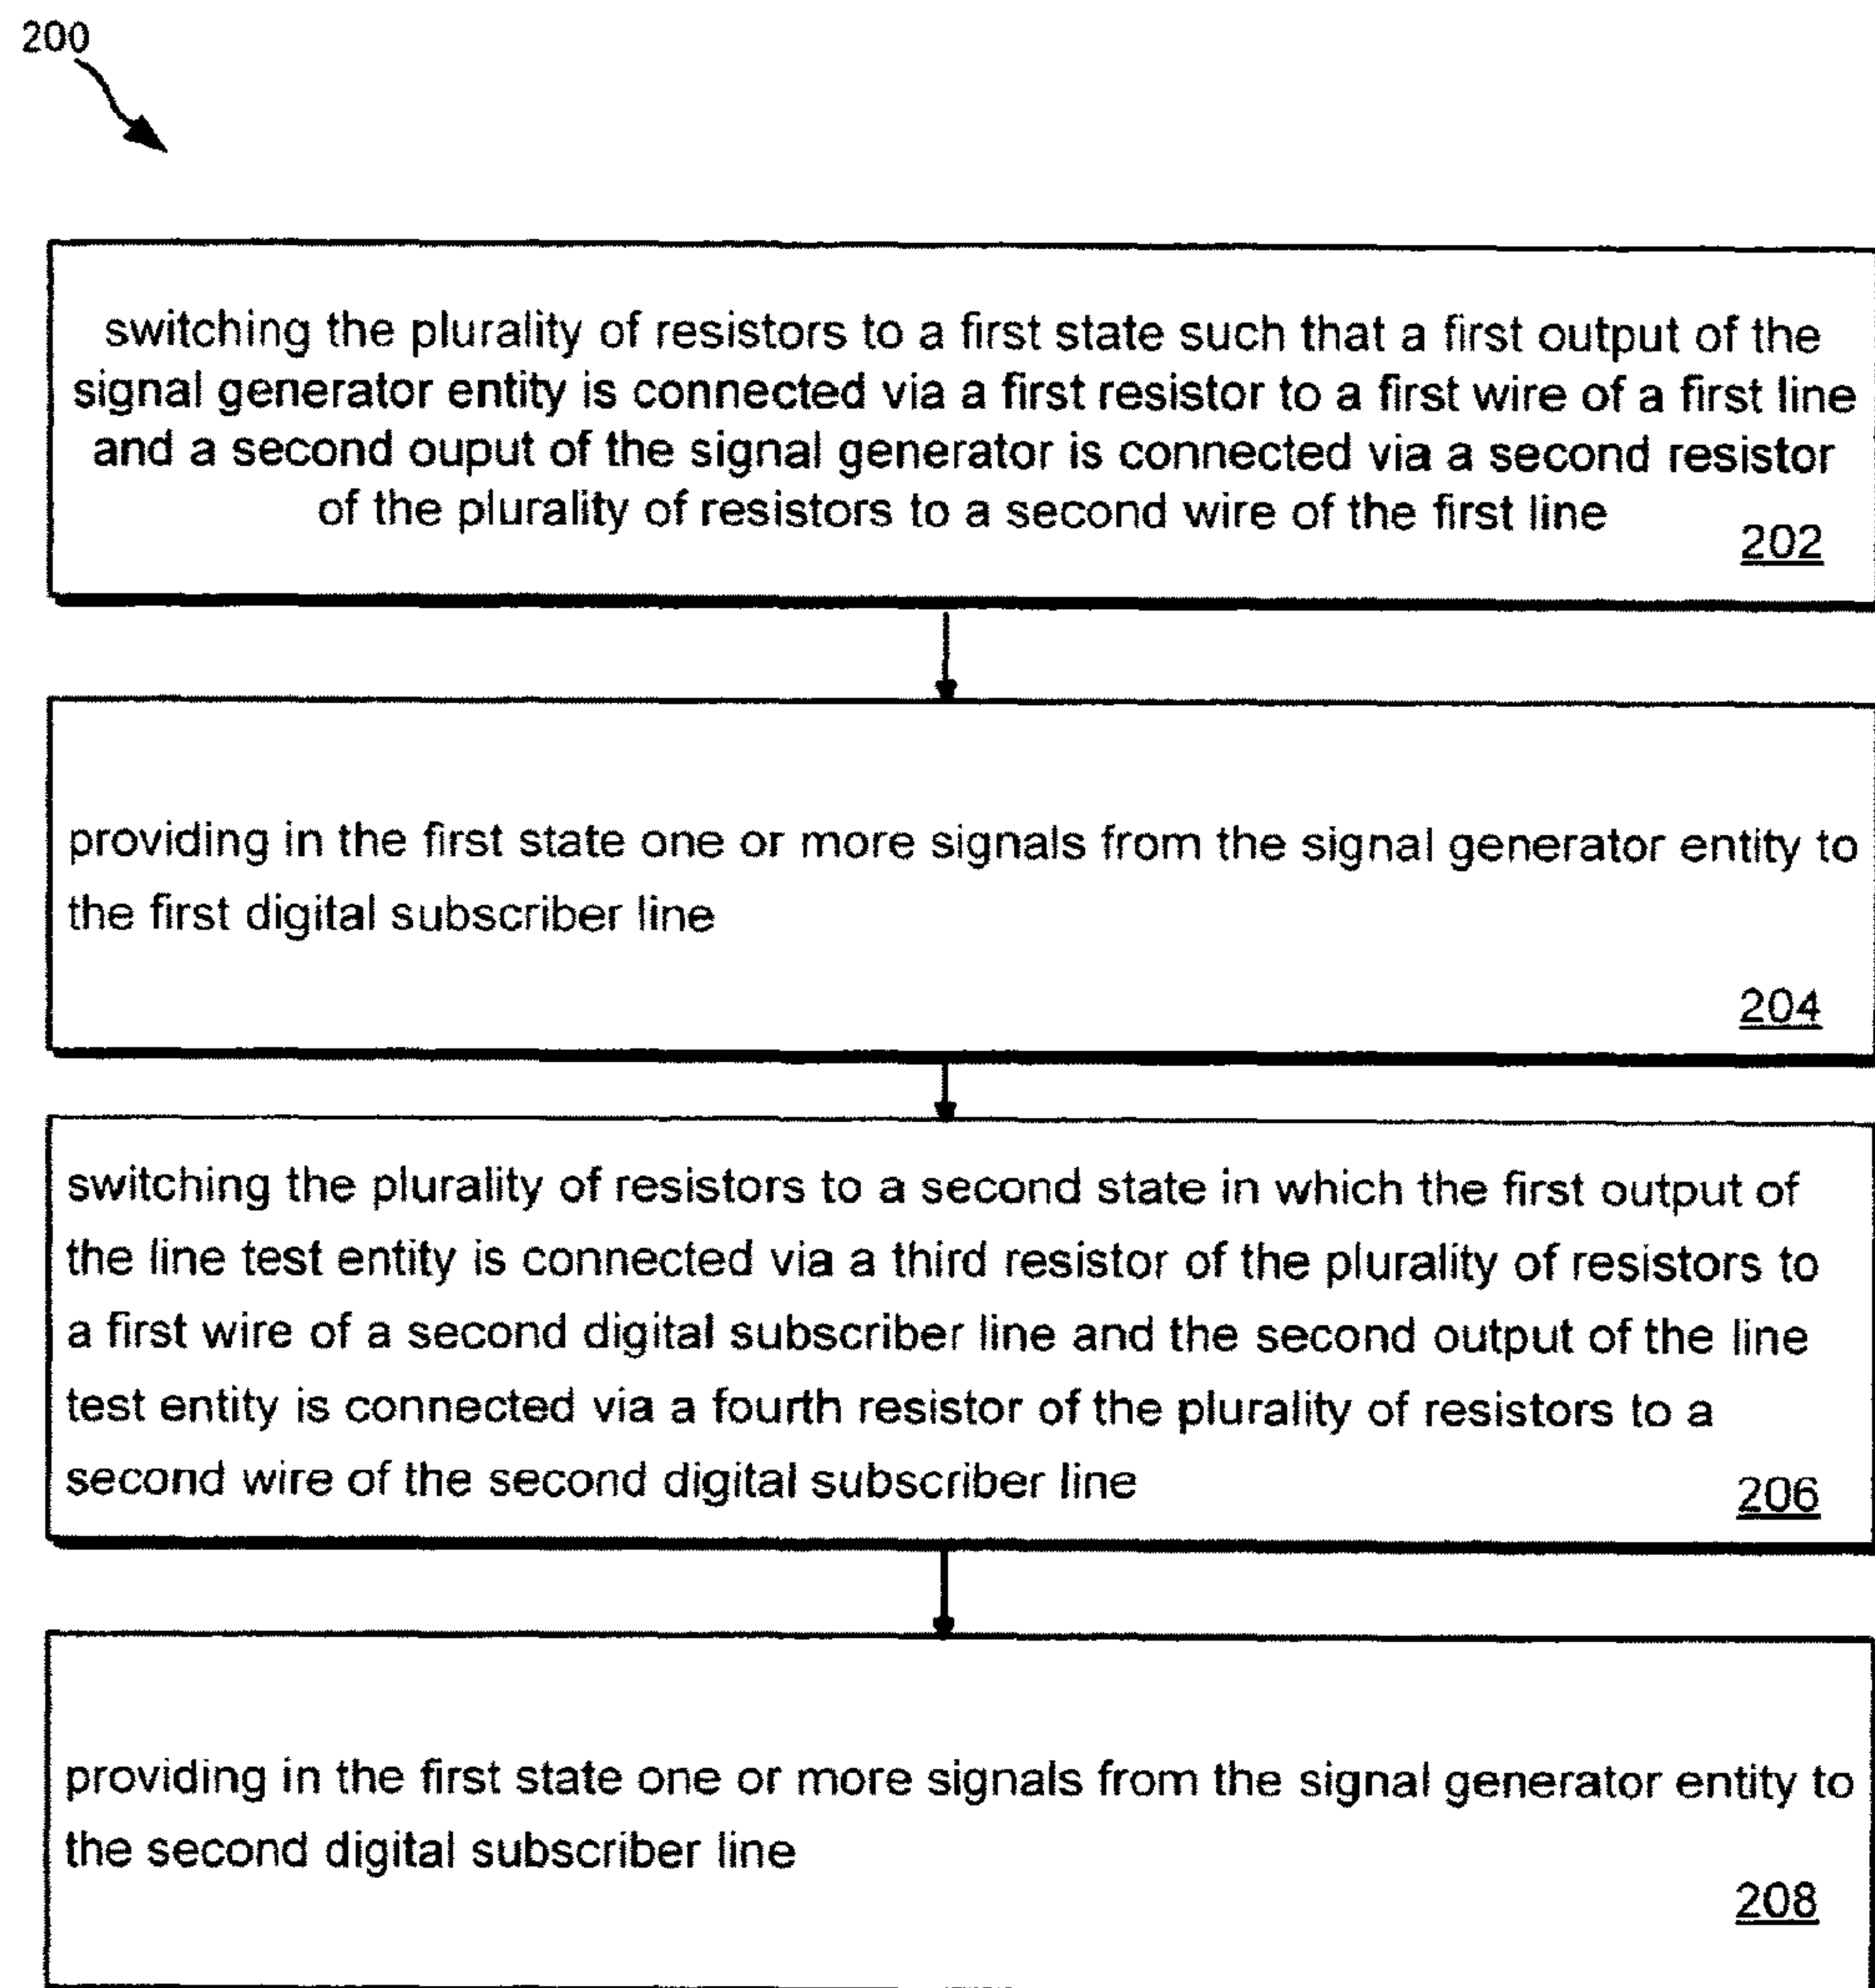 200
switching the plurality of resistors to a first state such that a first output of the
signal generator entity is connected via a first resistor to a first wire of a first line
and a second ouput of the signal generator is connected via a second resistor
of the plurality of resistors to a second wire of the first line
202
providing in the first state one or more signals from the signal generator entity to
the first digital subscriber line
204
switching the plurality of resistors to a second state in which the first output of
the line test entity is connected via a third resistor of the plurality of resistors to
a first wire of a second digital subscriber line and the second output of the line
test entity is connected via a fourth resistor of the plurality of resistors to a
second wire of the second digital subscriber line
206
providing in the first state one or more signals from the signal generator entity to
the second digital subscriber line
208